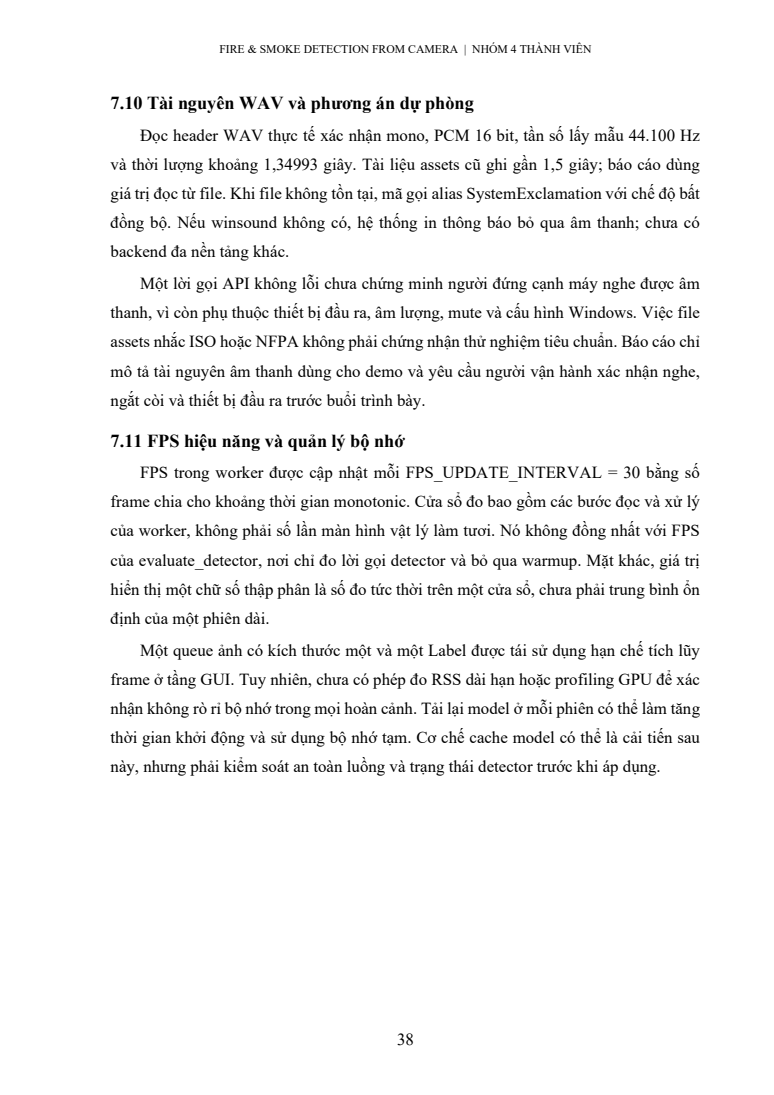 FIRE & SMOKE DETECTION FROM CAMERA | NHÓM 4 THÀNH VIÊN
7.10 Tài nguyên WAV và phương án dự phòng
Đọc header WAV thực tế xác nhận mono, PCM 16 bit, tần số lấy mẫu 44.100 Hz
và thời lượng khoảng 1,34993 giây. Tài liệu assets cũ ghi gần 1,5 giây; báo cáo dùng
giá trị đọc từ file. Khi file không tồn tại, mã gọi alias SystemExclamation với chế độ bất
đồng bộ. Nếu winsound không có, hệ thống in thông báo bỏ qua âm thanh; chưa có
backend đa nền tảng khác.
Một lời gọi API không lỗi chưa chứng minh người đứng cạnh máy nghe được âm
thanh, vì còn phụ thuộc thiết bị đầu ra, âm lượng, mute và cấu hình Windows. Việc file
assets nhắc ISO hoặc NFPA không phải chứng nhận thử nghiệm tiêu chuẩn. Báo cáo chỉ
mô tả tài nguyên âm thanh dùng cho demo và yêu cầu người vận hành xác nhận nghe,
ngắt còi và thiết bị đầu ra trước buổi trình bày.
7.11 FPS hiệu năng và quản lý bộ nhớ
FPS trong worker được cập nhật mỗi FPS_UPDATE_INTERVAL = 30 bằng số
frame chia cho khoảng thời gian monotonic. Cửa sổ đo bao gồm các bước đọc và xử lý
của worker, không phải số lần màn hình vật lý làm tươi. Nó không đồng nhất với FPS
của evaluate_detector, nơi chỉ đo lời gọi detector và bỏ qua warmup. Mặt khác, giá trị
hiển thị một chữ số thập phân là số đo tức thời trên một cửa sổ, chưa phải trung bình ổn
định của một phiên dài.
Một queue ảnh có kích thước một và một Label được tái sử dụng hạn chế tích lũy
frame ở tầng GUI. Tuy nhiên, chưa có phép đo RSS dài hạn hoặc profiling GPU để xác
nhận không rò rỉ bộ nhớ trong mọi hoàn cảnh. Tải lại model ở mỗi phiên có thể làm tăng
thời gian khởi động và sử dụng bộ nhớ tạm. Cơ chế cache model có thể là cải tiến sau
này, nhưng phải kiểm soát an toàn luồng và trạng thái detector trước khi áp dụng.
38